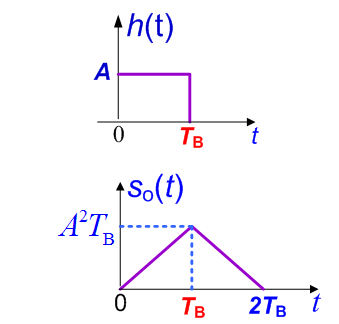 h(t)
A
0 T_B t
s_o(t)
A²T_B
0 T_B 2T_B t